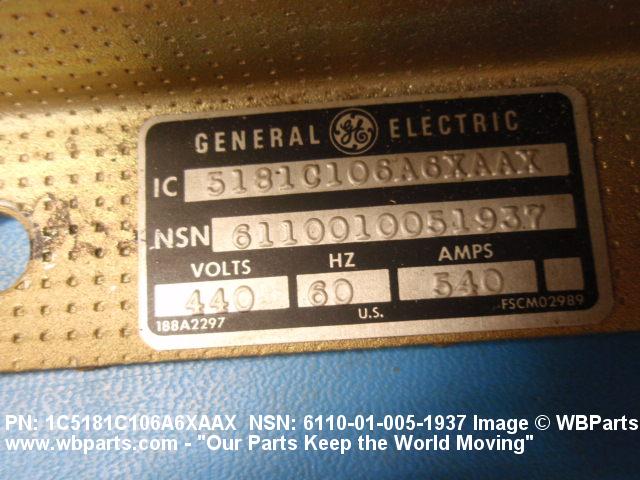 GENERAL GE ELECTRIC
IC 5181C106A6XAAX
NSN 6110010051937
VOLTS HZ AMPS
440 60 540
188A2297 U.S. FSCM02989
PN: 1C5181C106A6XAAX NSN: 6110-01-005-1937 Image © WBParts
www.wbparts.com - "Our Parts Keep the World Moving"